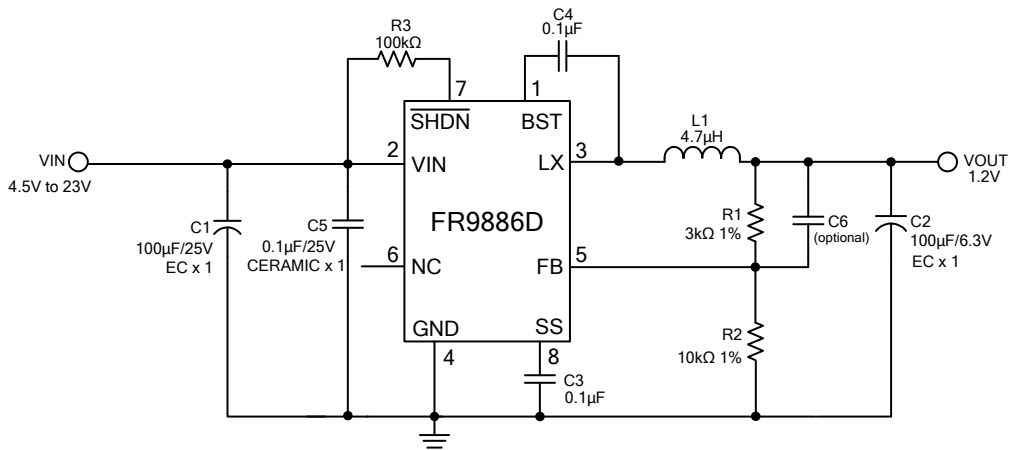 C4
0.1μF
R3
100kΩ
7
1
SHDN
BST
L1
4.7μH
VIN
4.5V to 23V
2
VIN
LX
3
VOUT
1.2V
FR9886D
C1
100μF/25V
EC x 1
C5
0.1μF/25V
CERAMIC x 1
R1
3kΩ 1%
C6
(optional)
C2
100μF/6.3V
EC x 1
6
NC
FB
5
GND
SS
4
8
R2
10kΩ 1%
C3
0.1μF